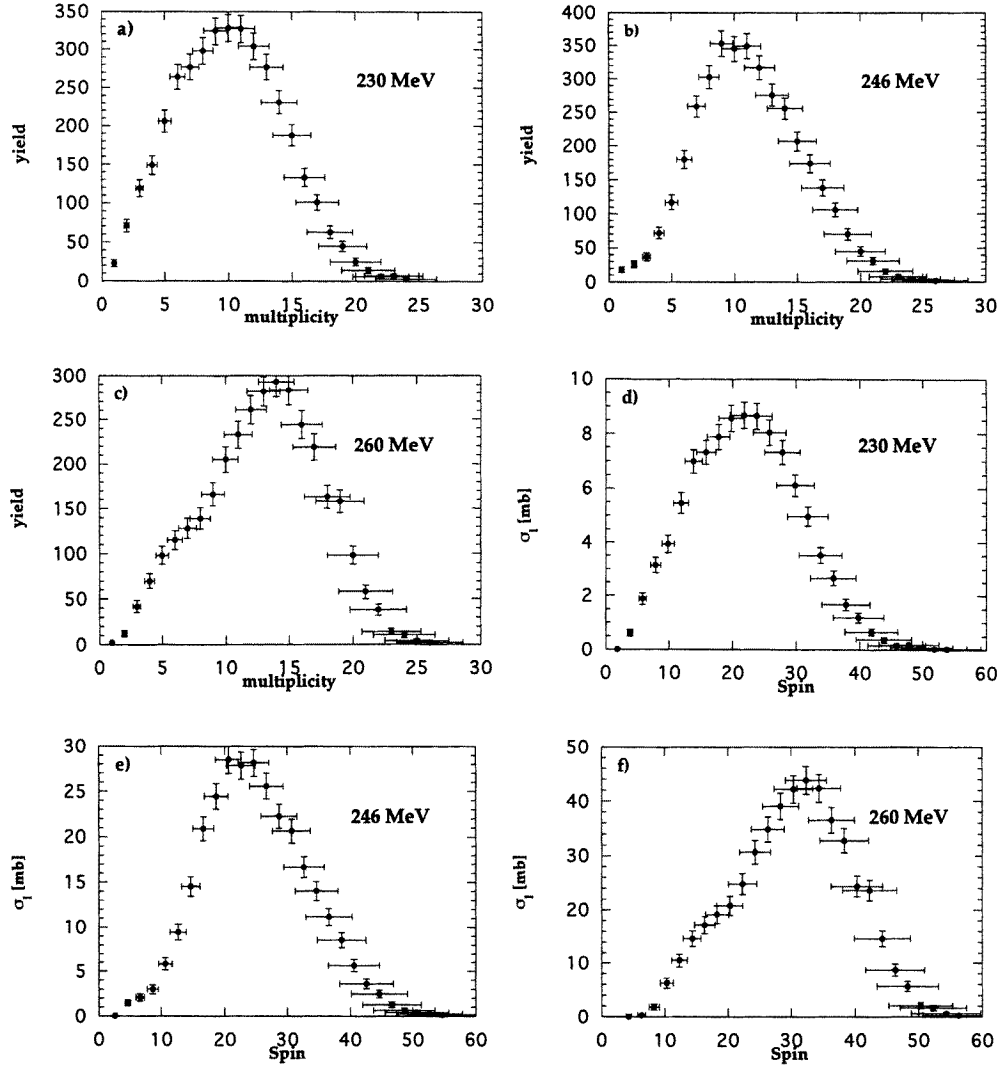 a)
230 MeV
yield
350
300
250
200
150
100
50
0
0 5 10 15 20 25 30
multiplicity
b)
246 MeV
yield
400
350
300
250
200
150
100
50
0
0 5 10 15 20 25 30
multiplicity
c)
260 MeV
yield
300
250
200
150
100
50
0
0 5 10 15 20 25 30
multiplicity
d)
230 MeV
σl [mb]
10
8
6
4
2
0
0 10 20 30 40 50 60
Spin
e)
246 MeV
σl [mb]
30
25
20
15
10
5
0
0 10 20 30 40 50 60
Spin
f)
260 MeV
σl [mb]
50
40
30
20
10
0
0 10 20 30 40 50 60
Spin